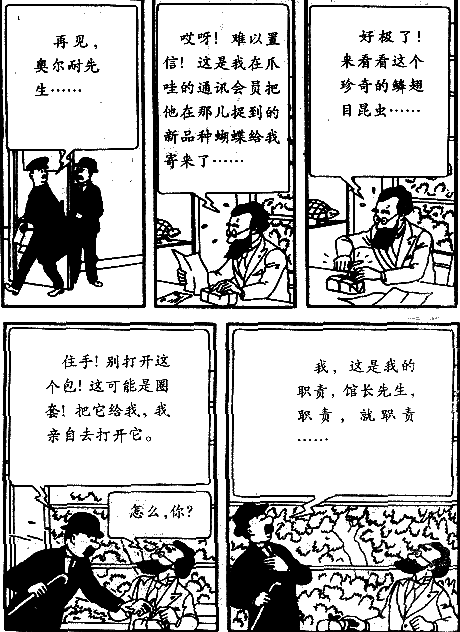 再见，
奥尔耐先
生……
哎呀！难以置
信！这是我在爪
哇的通讯会员把
他在那儿捉到的
新品种蝴蝶给我
寄来了……
好极了！
来看看这个
珍奇的鳞翅
目昆虫……
住手！别打开这
个包！这可能是圈
套！把它给我，我
亲自去打开它。
怎么，你？
我，这是我的
职责，馆长先生，
职责，就职责
……